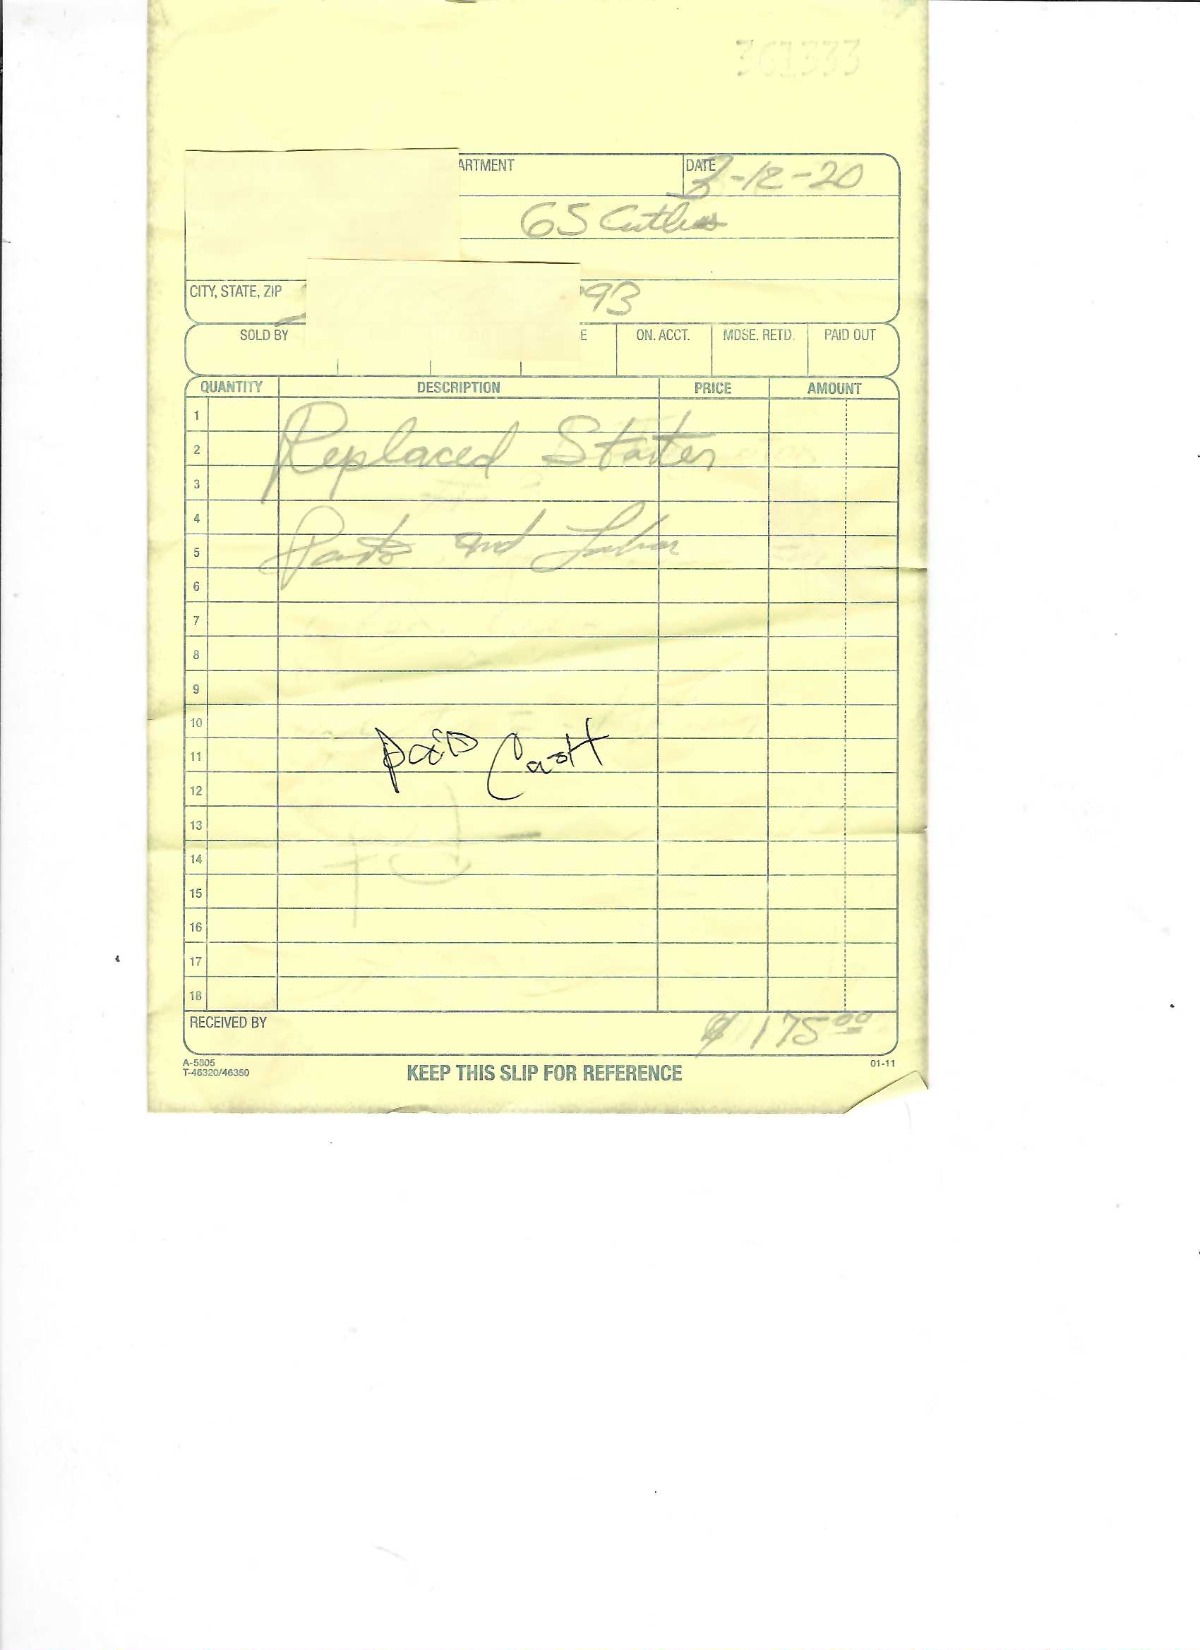 361333
ARTMENT DATE 3-12-20
65 Cutlass
CITY, STATE, ZIP 93
SOLD BY E ON. ACCT. MDSE. RETD. PAID OUT
QUANTITY DESCRIPTION PRICE AMOUNT
1
2 Replaced Starter
3
4
5 Parts and Labor
6
7
8
9
10
11 PaiD CasH
12
13
14
15
16
17
18
RECEIVED BY $175.00
A-5805
T-46320/46350
01-11
KEEP THIS SLIP FOR REFERENCE